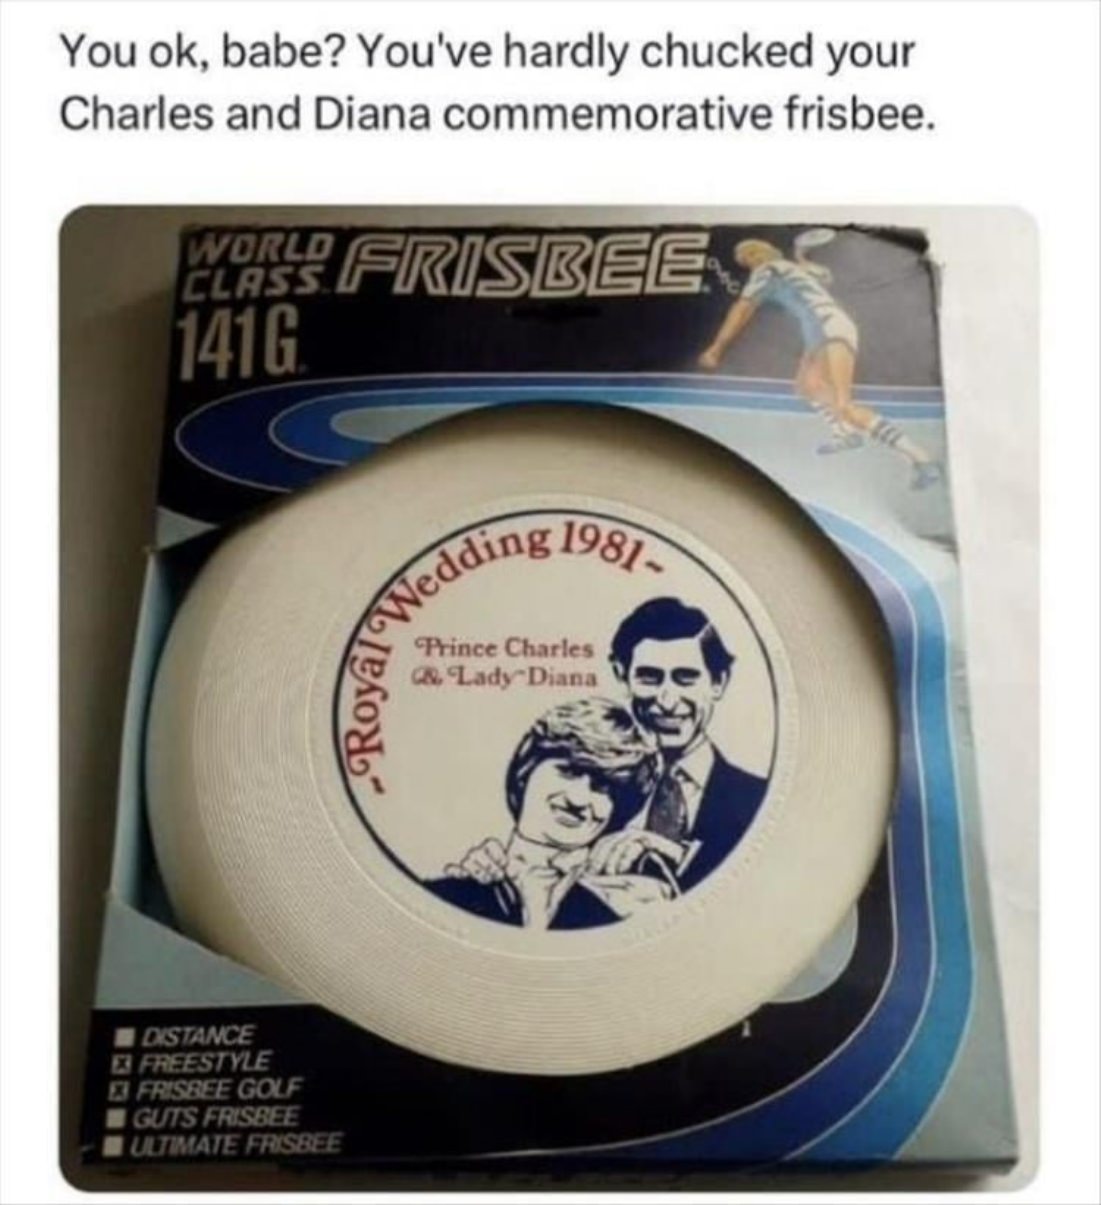 You ok, babe? You've hardly chucked your
Charles and Diana commemorative frisbee.
WORLD CLASS FRISBEE
141G
-Royal Wedding 1981-
Prince Charles
& Lady Diana
DISTANCE
FREESTYLE
FRISBEE GOLF
GUTS FRISBEE
ULTIMATE FRISBEE